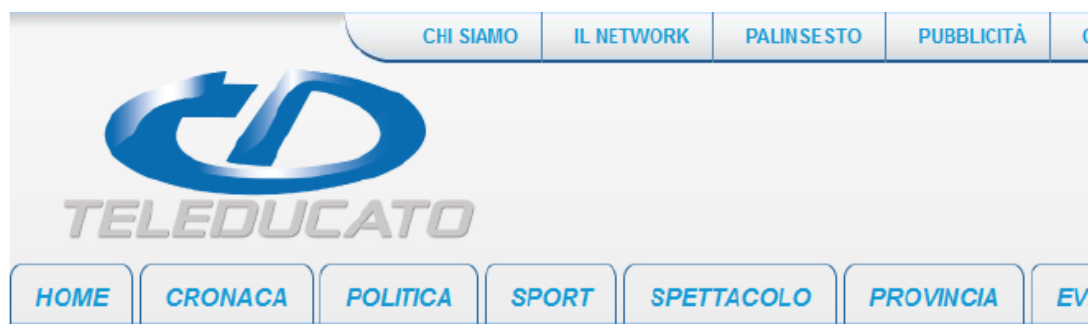 CHI SIAMO IL NETWORK PALINSESTO PUBBLICITÀ
TELEDUCATO
HOME CRONACA POLITICA SPORT SPETTACOLO PROVINCIA